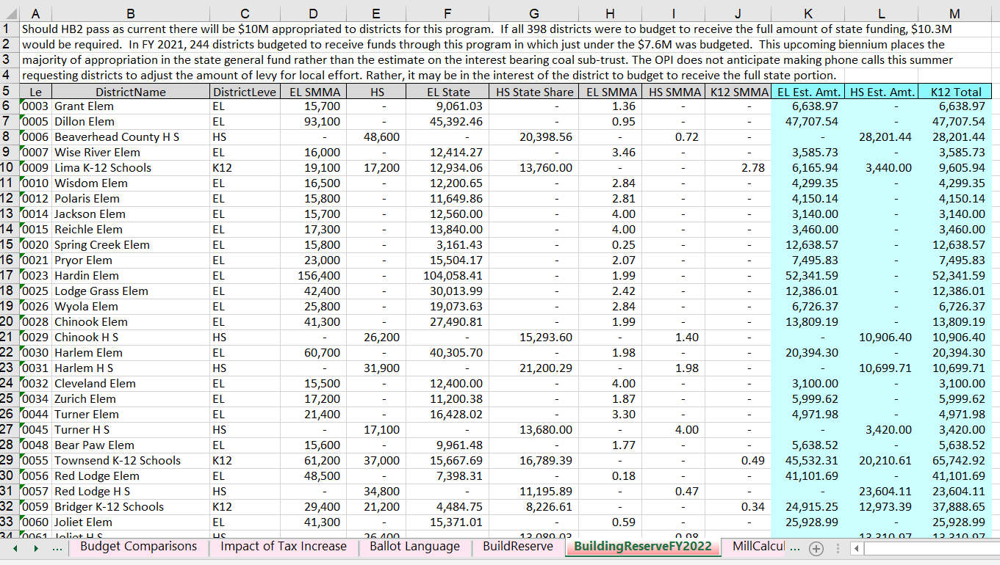 A B C D E F G H I J K L M
1 Should HB2 pass as current there will be $10M appropriated to districts for this program. If all 398 districts were to budget to receive the full amount of state funding, $10.3M
2 would be required. In FY 2021, 244 districts budgeted to receive funds through this program in which just under the $7.6M was budgeted. This upcoming biennium places the
3 majority of appropriation in the state general fund rather than the estimate on the interest bearing coal sub-trust. The OPI does not anticipate making phone calls this summer
4 requesting districts to adjust the amount of levy for local effort. Rather, it may be in the interest of the district to budget to receive the full state portion.
5 Le DistrictName DistrictLeve EL SMMA HS EL State HS State Share EL SMMA HS SMMA K12 SMMA EL Est. Amt. HS Est. Amt. K12 Total
6 0003 Grant Elem EL 15,700 - 9,061.03 - 1.36 - - 6,638.97 - 6,638.97
7 0005 Dillon Elem EL 93,100 - 45,392.46 - 0.95 - - 47,707.54 - 47,707.54
8 0006 Beaverhead County H S HS - 48,600 - 20,398.56 - 0.72 - - 28,201.44 28,201.44
9 0007 Wise River Elem EL 16,000 - 12,414.27 - 3.46 - - 3,585.73 - 3,585.73
10 0009 Lima K-12 Schools K12 19,100 17,200 12,934.06 13,760.00 - - 2.78 6,165.94 3,440.00 9,605.94
11 0010 Wisdom Elem EL 16,500 - 12,200.65 - 2.84 - - 4,299.35 - 4,299.35
12 0012 Polaris Elem EL 15,800 - 11,649.86 - 2.81 - - 4,150.14 - 4,150.14
13 0014 Jackson Elem EL 15,700 - 12,560.00 - 4.00 - - 3,140.00 - 3,140.00
14 0015 Reichle Elem EL 17,300 - 13,840.00 - 4.00 - - 3,460.00 - 3,460.00
15 0020 Spring Creek Elem EL 15,800 - 3,161.43 - 0.25 - - 12,638.57 - 12,638.57
16 0021 Pryor Elem EL 23,000 - 15,504.17 - 2.07 - - 7,495.83 - 7,495.83
17 0023 Hardin Elem EL 156,400 - 104,058.41 - 1.99 - - 52,341.59 - 52,341.59
18 0025 Lodge Grass Elem EL 42,400 - 30,013.99 - 2.42 - - 12,386.01 - 12,386.01
19 0026 Wyola Elem EL 25,800 - 19,073.63 - 2.84 - - 6,726.37 - 6,726.37
20 0028 Chinook Elem EL 41,300 - 27,490.81 - 1.99 - - 13,809.19 - 13,809.19
21 0029 Chinook H S HS - 26,200 - 15,293.60 - 1.40 - - 10,906.40 10,906.40
22 0030 Harlem Elem EL 60,700 - 40,305.70 - 1.98 - - 20,394.30 - 20,394.30
23 0031 Harlem H S HS - 31,900 - 21,200.29 - 1.98 - - 10,699.71 10,699.71
24 0032 Cleveland Elem EL 15,500 - 12,400.00 - 4.00 - - 3,100.00 - 3,100.00
25 0034 Zurich Elem EL 17,200 - 11,200.38 - 1.87 - - 5,999.62 - 5,999.62
26 0044 Turner Elem EL 21,400 - 16,428.02 - 3.30 - - 4,971.98 - 4,971.98
27 0045 Turner H S HS - 17,100 - 13,680.00 - 4.00 - - 3,420.00 3,420.00
28 0048 Bear Paw Elem EL 15,600 - 9,961.48 - 1.77 - - 5,638.52 - 5,638.52
29 0055 Townsend K-12 Schools K12 61,200 37,000 15,667.69 16,789.39 - - 0.49 45,532.31 20,210.61 65,742.92
30 0056 Red Lodge Elem EL 48,500 - 7,398.31 - 0.18 - - 41,101.69 - 41,101.69
31 0057 Red Lodge H S HS - 34,800 - 11,195.89 - 0.47 - - 23,604.11 23,604.11
32 0059 Bridger K-12 Schools K12 29,400 21,200 4,484.75 8,226.61 - - 0.34 24,915.25 12,973.39 37,888.65
33 0060 Joliet Elem EL 41,300 - 15,371.01 - 0.59 - - 25,928.99 - 25,928.99
34 0061 Joliet H S HS 26,400 13,089.03 0.98 13,310.97 13,310.97
... Budget Comparisons Impact of Tax Increase Ballot Language BuildReserve BuildingReserveFY2022 MillCalcul ...